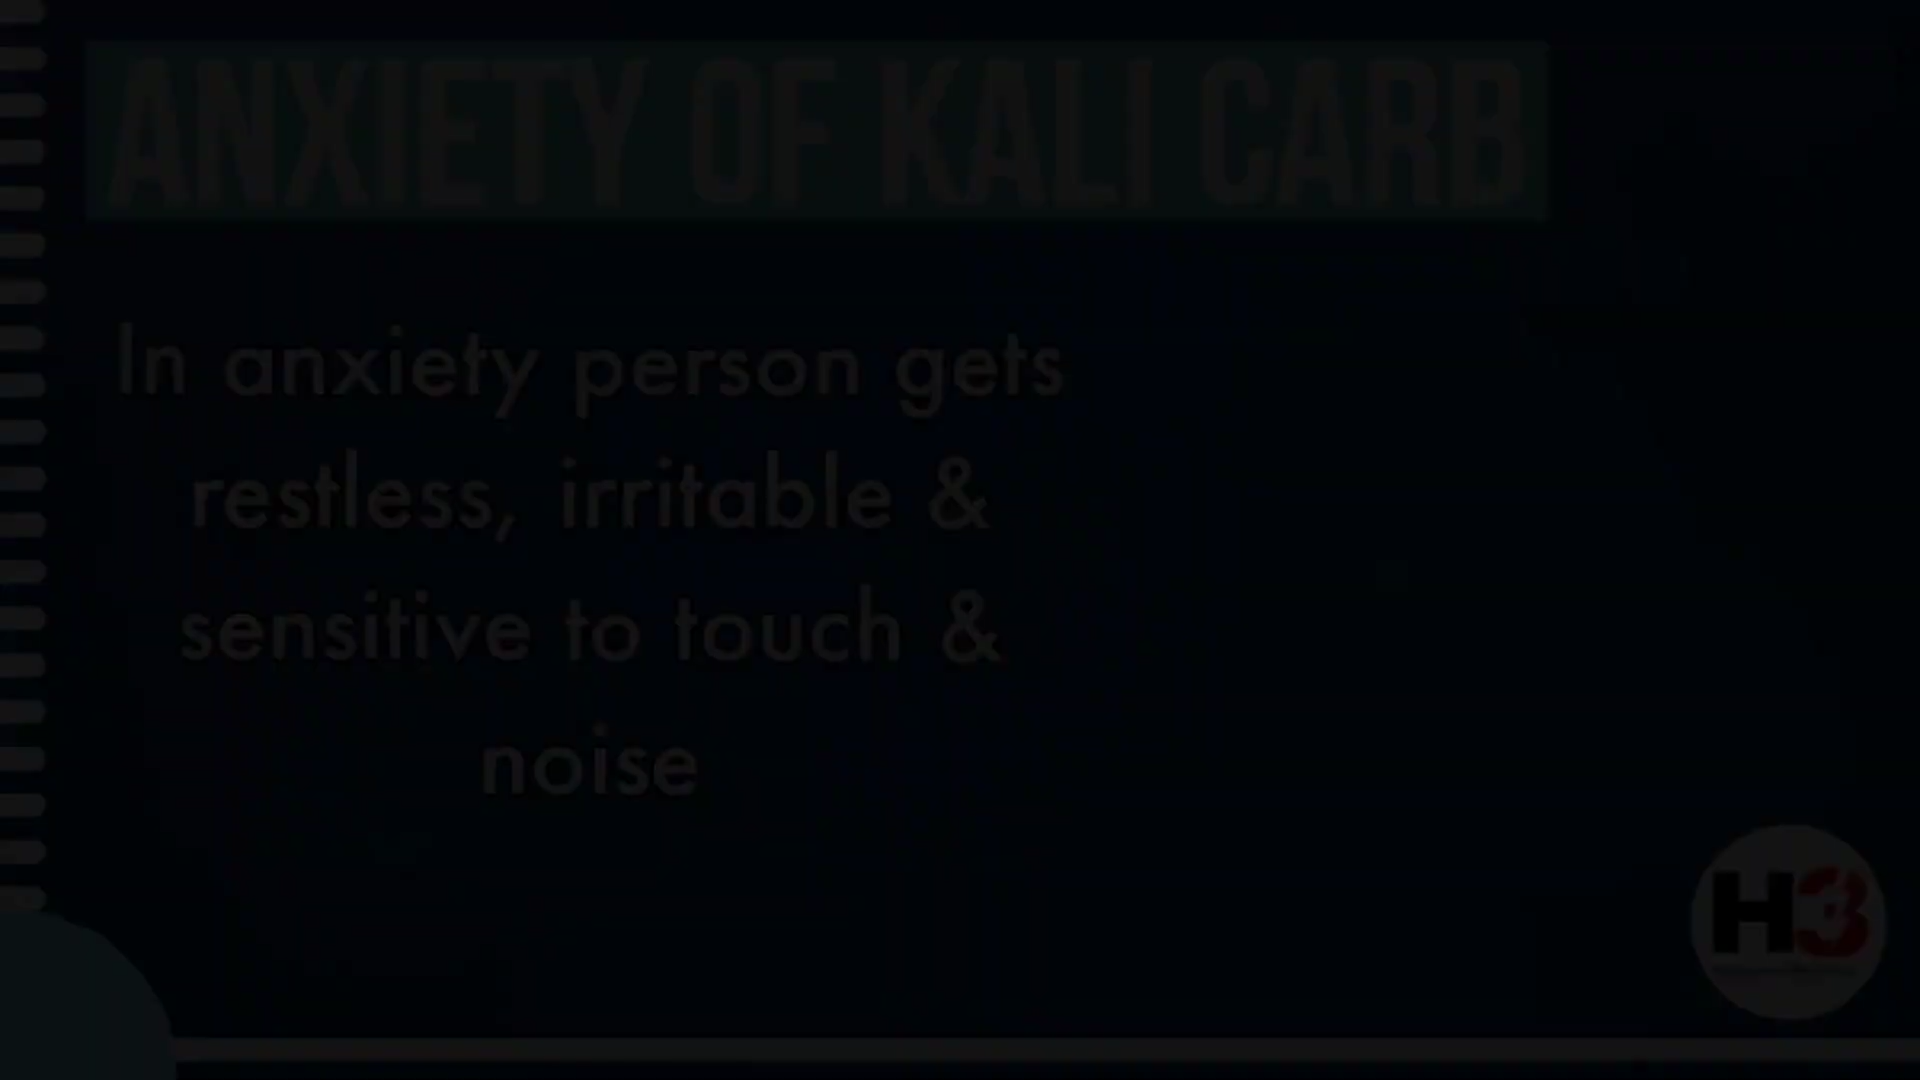 ANXIETY OF KALI CARB
In anxiety person gets
restless, irritable &
sensitive to touch &
noise
H3